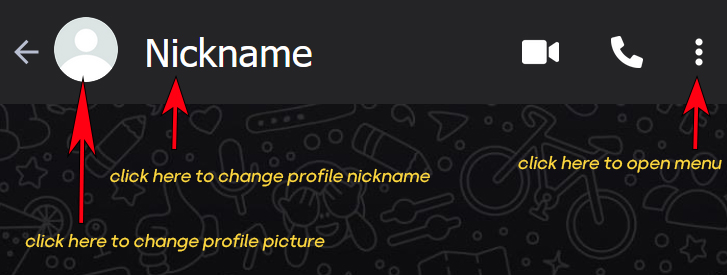 Nickname
click here to change profile nickname
click here to open menu
click here to change profile picture